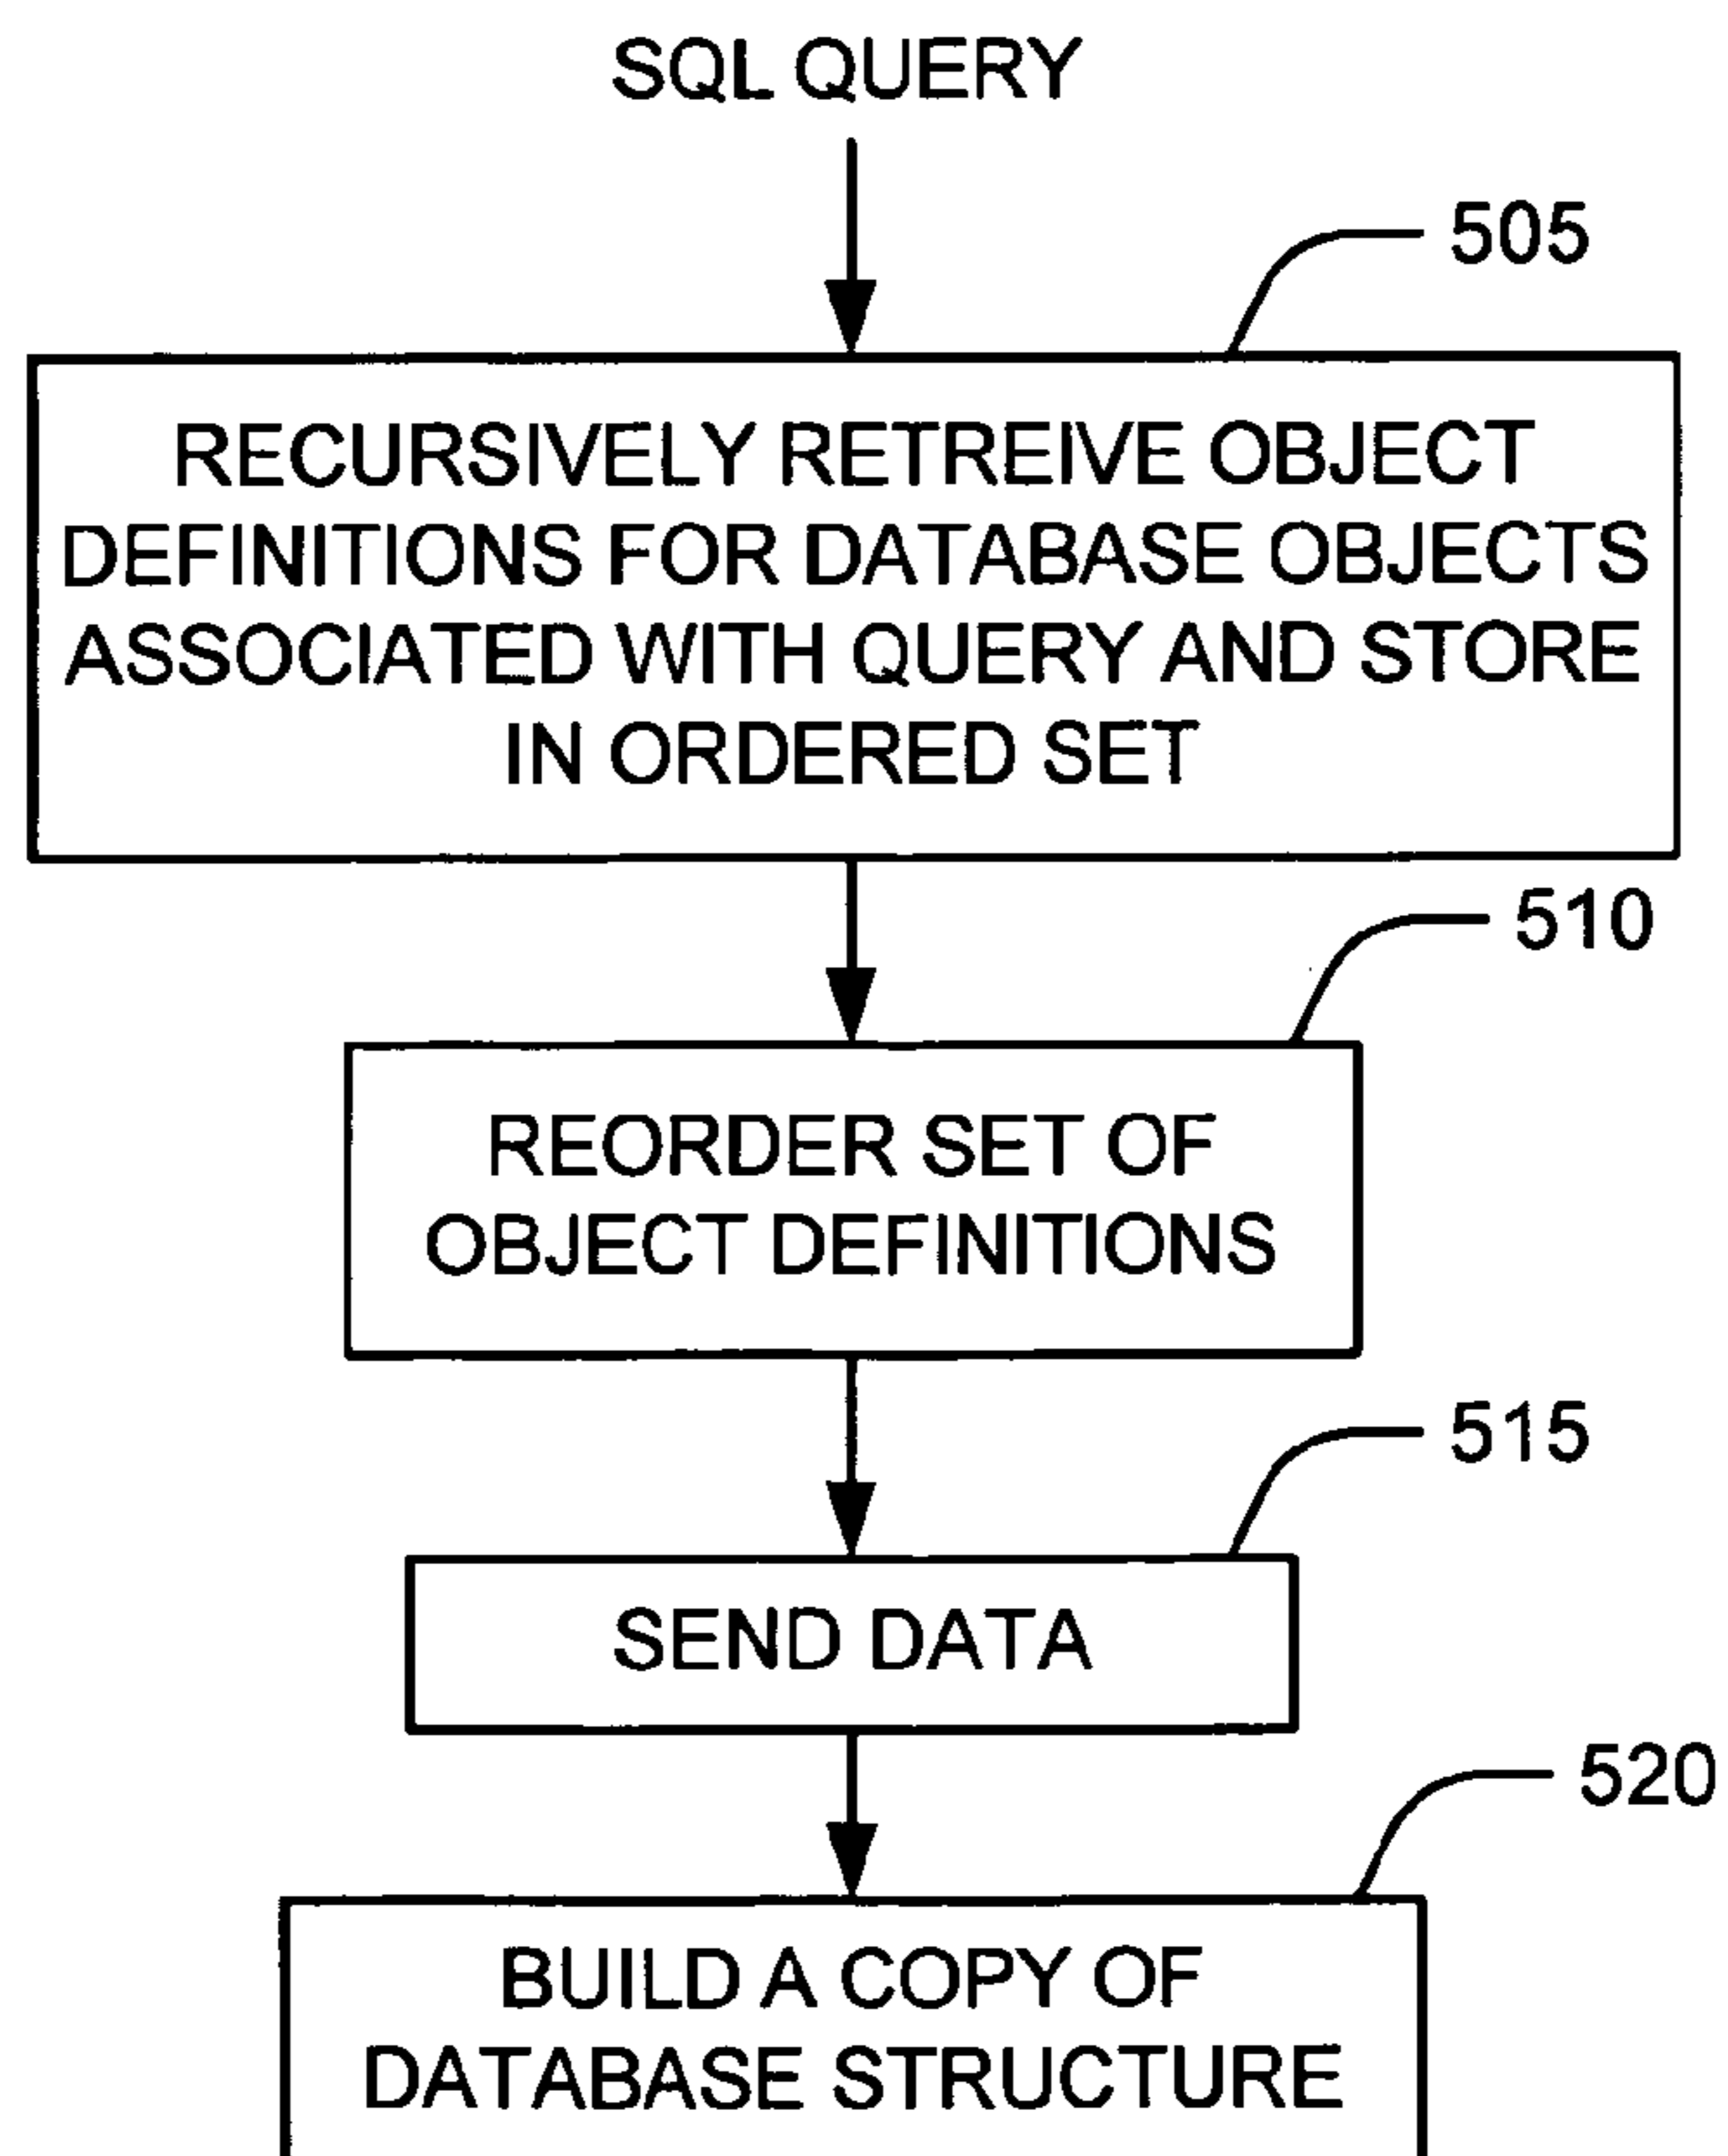 SQL QUERY
505
RECURSIVELY RETREIVE OBJECT
DEFINITIONS FOR DATABASE OBJECTS
ASSOCIATED WITH QUERY AND STORE
IN ORDERED SET
510
REORDER SET OF
OBJECT DEFINITIONS
515
SEND DATA
520
BUILD A COPY OF
DATABASE STRUCTURE